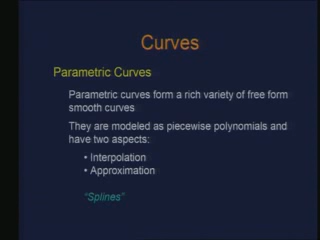 Curves
Parametric Curves
Parametric curves form a rich variety of free form
smooth curves
They are modeled as piecewise polynomials and
have two aspects:
• Interpolation
• Approximation
"Splines"